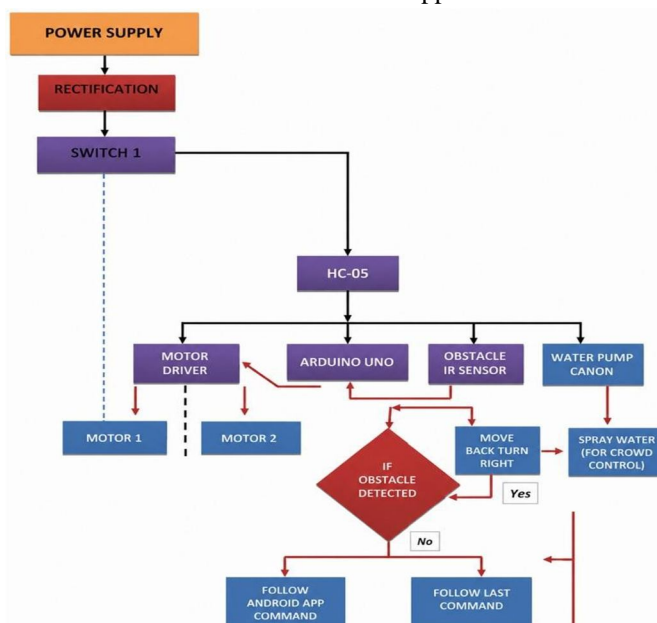 POWER SUPPLY
RECTIFICATION
SWITCH 1
HC-05
MOTOR
DRIVER
ARDUINO UNO
OBSTACLE
IR SENSOR
WATER PUMP
CANON
MOTOR 1
MOTOR 2
IF
OBSTACLE
DETECTED
MOVE
BACK TURN
RIGHT
SPRAY WATER
(FOR CROWD
CONTROL)
Yes
No
FOLLOW
ANDROID APP
COMMAND
FOLLOW LAST
COMMAND